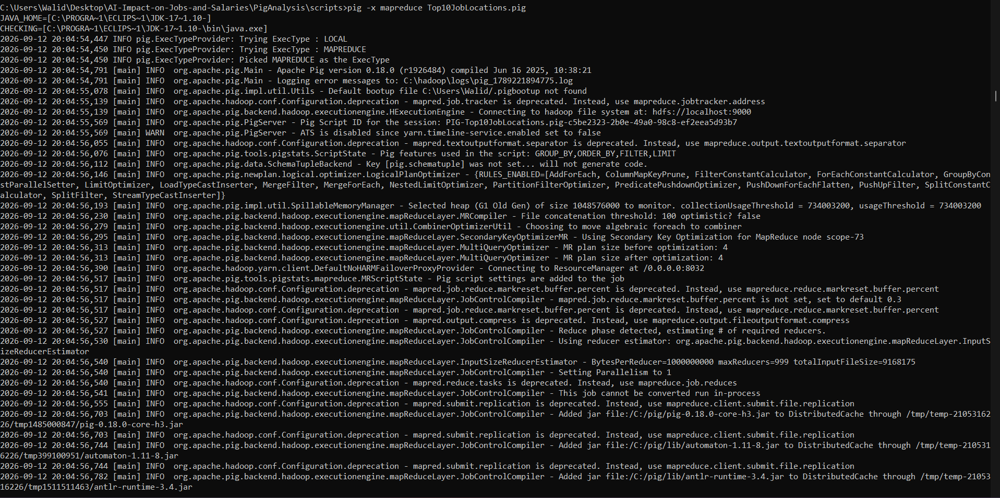 C:\Users\Walid\Desktop\AI-Impact-on-Jobs-and-Salaries\PigAnalysis\scripts>pig -x mapreduce Top10JobLocations.pig
JAVA_HOME=[C:\PROGRA~1\ECLIPS~1\JDK-17~1.10-]
CHECKING=[C:\PROGRA~1\ECLIPS~1\JDK-17~1.10-\bin\java.exe]
2026-09-12 20:04:54,447 INFO pig.ExecTypeProvider: Trying ExecType : LOCAL
2026-09-12 20:04:54,450 INFO pig.ExecTypeProvider: Trying ExecType : MAPREDUCE
2026-09-12 20:04:54,450 INFO pig.ExecTypeProvider: Picked MAPREDUCE as the ExecType
2026-09-12 20:04:54,791 [main] INFO  org.apache.pig.Main - Apache Pig version 0.18.0 (r1926484) compiled Jun 16 2025, 10:38:21
2026-09-12 20:04:54,791 [main] INFO  org.apache.pig.Main - Logging error messages to: C:\hadoop\logs\pig_1789221894775.log
2026-09-12 20:04:55,078 [main] INFO  org.apache.pig.impl.util.Utils - Default bootup file C:\Users\Walid/.pigbootup not found
2026-09-12 20:04:55,139 [main] INFO  org.apache.hadoop.conf.Configuration.deprecation - mapred.job.tracker is deprecated. Instead, use mapreduce.jobtracker.address
2026-09-12 20:04:55,139 [main] INFO  org.apache.pig.backend.hadoop.executionengine.HExecutionEngine - Connecting to hadoop file system at: hdfs://localhost:9000
2026-09-12 20:04:55,569 [main] INFO  org.apache.pig.PigServer - Pig Script ID for the session: PIG-Top10JobLocations.pig-c5be2323-2b0e-49a0-98c8-ef2eea5d93b7
2026-09-12 20:04:55,569 [main] WARN  org.apache.pig.PigServer - ATS is disabled since yarn.timeline-service.enabled set to false
2026-09-12 20:04:56,055 [main] INFO  org.apache.hadoop.conf.Configuration.deprecation - mapred.textoutputformat.separator is deprecated. Instead, use mapreduce.output.textoutputformat.separator
2026-09-12 20:04:56,076 [main] INFO  org.apache.pig.tools.pigstats.ScriptState - Pig features used in the script: GROUP_BY,ORDER_BY,FILTER,LIMIT
2026-09-12 20:04:56,112 [main] INFO  org.apache.pig.data.SchemaTupleBackend - Key [pig.schematuple] was not set... will not generate code.
2026-09-12 20:04:56,146 [main] INFO  org.apache.pig.newplan.logical.optimizer.LogicalPlanOptimizer - {RULES_ENABLED=[AddForEach, ColumnMapKeyPrune, FilterConstantCalculator, ForEachConstantCalculator, GroupByCon
stParallelSetter, LimitOptimizer, LoadTypeCastInserter, MergeFilter, MergeForEach, NestedLimitOptimizer, PartitionFilterOptimizer, PredicatePushdownOptimizer, PushDownForEachFlatten, PushUpFilter, SplitConstantC
alculator, SplitFilter, StreamTypeCastInserter]}
2026-09-12 20:04:56,193 [main] INFO  org.apache.pig.impl.util.SpillableMemoryManager - Selected heap (G1 Old Gen) of size 1048576000 to monitor. collectionUsageThreshold = 734003200, usageThreshold = 734003200
2026-09-12 20:04:56,230 [main] INFO  org.apache.pig.backend.hadoop.executionengine.mapReduceLayer.MRCompiler - File concatenation threshold: 100 optimistic? false
2026-09-12 20:04:56,279 [main] INFO  org.apache.pig.backend.hadoop.executionengine.util.CombinerOptimizerUtil - Choosing to move algebraic foreach to combiner
2026-09-12 20:04:56,295 [main] INFO  org.apache.pig.backend.hadoop.executionengine.mapReduceLayer.SecondaryKeyOptimizerMR - Using Secondary Key Optimization for MapReduce node scope-73
2026-09-12 20:04:56,313 [main] INFO  org.apache.pig.backend.hadoop.executionengine.mapReduceLayer.MultiQueryOptimizer - MR plan size before optimization: 4
2026-09-12 20:04:56,313 [main] INFO  org.apache.pig.backend.hadoop.executionengine.mapReduceLayer.MultiQueryOptimizer - MR plan size after optimization: 4
2026-09-12 20:04:56,390 [main] INFO  org.apache.hadoop.yarn.client.DefaultNoHARMFailoverProxyProvider - Connecting to ResourceManager at /0.0.0.0:8032
2026-09-12 20:04:56,517 [main] INFO  org.apache.pig.tools.pigstats.mapreduce.MRScriptState - Pig script settings are added to the job
2026-09-12 20:04:56,517 [main] INFO  org.apache.hadoop.conf.Configuration.deprecation - mapred.job.reduce.markreset.buffer.percent is deprecated. Instead, use mapreduce.reduce.markreset.buffer.percent
2026-09-12 20:04:56,517 [main] INFO  org.apache.pig.backend.hadoop.executionengine.mapReduceLayer.JobControlCompiler - mapred.job.reduce.markreset.buffer.percent is not set, set to default 0.3
2026-09-12 20:04:56,517 [main] INFO  org.apache.hadoop.conf.Configuration.deprecation - mapred.job.reduce.markreset.buffer.percent is deprecated. Instead, use mapreduce.reduce.markreset.buffer.percent
2026-09-12 20:04:56,527 [main] INFO  org.apache.hadoop.conf.Configuration.deprecation - mapred.output.compress is deprecated. Instead, use mapreduce.output.fileoutputformat.compress
2026-09-12 20:04:56,527 [main] INFO  org.apache.pig.backend.hadoop.executionengine.mapReduceLayer.JobControlCompiler - Reduce phase detected, estimating # of required reducers.
2026-09-12 20:04:56,530 [main] INFO  org.apache.pig.backend.hadoop.executionengine.mapReduceLayer.JobControlCompiler - Using reducer estimator: org.apache.pig.backend.hadoop.executionengine.mapReduceLayer.InputS
izeReducerEstimator
2026-09-12 20:04:56,540 [main] INFO  org.apache.pig.backend.hadoop.executionengine.mapReduceLayer.InputSizeReducerEstimator - BytesPerReducer=1000000000 maxReducers=999 totalInputFileSize=9168175
2026-09-12 20:04:56,540 [main] INFO  org.apache.pig.backend.hadoop.executionengine.mapReduceLayer.JobControlCompiler - Setting Parallelism to 1
2026-09-12 20:04:56,540 [main] INFO  org.apache.hadoop.conf.Configuration.deprecation - mapred.reduce.tasks is deprecated. Instead, use mapreduce.job.reduces
2026-09-12 20:04:56,541 [main] INFO  org.apache.pig.backend.hadoop.executionengine.mapReduceLayer.JobControlCompiler - This job cannot be converted run in-process
2026-09-12 20:04:56,555 [main] INFO  org.apache.hadoop.conf.Configuration.deprecation - mapred.submit.replication is deprecated. Instead, use mapreduce.client.submit.file.replication
2026-09-12 20:04:56,703 [main] INFO  org.apache.pig.backend.hadoop.executionengine.mapReduceLayer.JobControlCompiler - Added jar file:/C:/pig/pig-0.18.0-core-h3.jar to DistributedCache through /tmp/temp-21053162
26/tmp1485000847/pig-0.18.0-core-h3.jar
2026-09-12 20:04:56,703 [main] INFO  org.apache.hadoop.conf.Configuration.deprecation - mapred.submit.replication is deprecated. Instead, use mapreduce.client.submit.file.replication
2026-09-12 20:04:56,744 [main] INFO  org.apache.pig.backend.hadoop.executionengine.mapReduceLayer.JobControlCompiler - Added jar file:/C:/pig/lib/automaton-1.11-8.jar to DistributedCache through /tmp/temp-210531
6226/tmp399100951/automaton-1.11-8.jar
2026-09-12 20:04:56,744 [main] INFO  org.apache.hadoop.conf.Configuration.deprecation - mapred.submit.replication is deprecated. Instead, use mapreduce.client.submit.file.replication
2026-09-12 20:04:56,782 [main] INFO  org.apache.pig.backend.hadoop.executionengine.mapReduceLayer.JobControlCompiler - Added jar file:/C:/pig/lib/antlr-runtime-3.4.jar to DistributedCache through /tmp/temp-21053
16226/tmp1511511463/antlr-runtime-3.4.jar